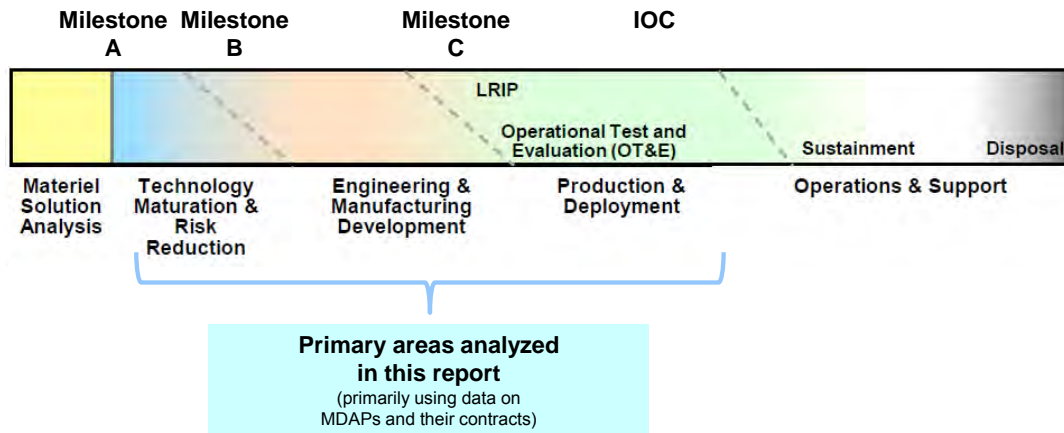 Milestone A
Milestone B
Milestone C
IOC
LRIP
Operational Test and
Evaluation (OT&E)
Sustainment
Disposal
Materiel
Solution
Analysis
Technology
Maturation &
Risk
Reduction
Engineering &
Manufacturing
Development
Production &
Deployment
Operations & Support
Primary areas analyzed
in this report
(primarily using data on
MDAPs and their contracts)